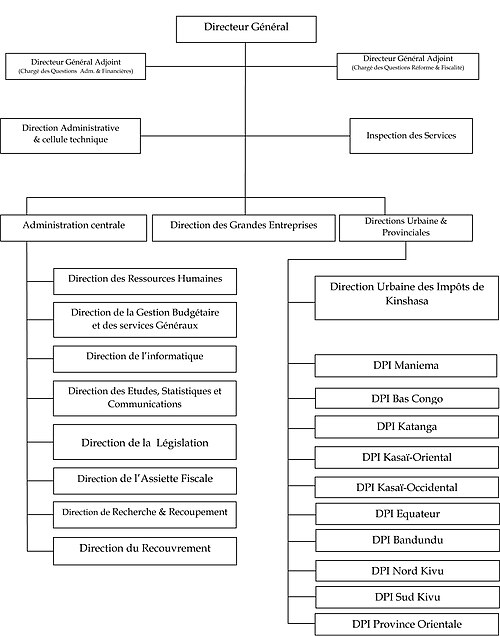 Directeur Général
Directeur Général Adjoint
(Chargé des Questions Adm. & Financières)
Directeur Général Adjoint
(Chargé des Questions Réforme & Fiscalité)
Direction Administrative
& cellule technique
Inspection des Services
Administration centrale
Direction des Grandes Entreprises
Directions Urbaine &
Provinciales
Direction des Ressources Humaines
Direction de la Gestion Budgétaire
et des services Généraux
Direction de l'informatique
Direction des Etudes, Statistiques et
Communications
Direction de la Législation
Direction de l'Assiette Fiscale
Direction de Recherche & Recoupement
Direction du Recouvrement
Direction Urbaine des Impôts de
Kinshasa
DPI Maniema
DPI Bas Congo
DPI Katanga
DPI Kasaï-Oriental
DPI Kasaï-Occidental
DPI Equateur
DPI Bandundu
DPI Nord Kivu
DPI Sud Kivu
DPI Province Orientale